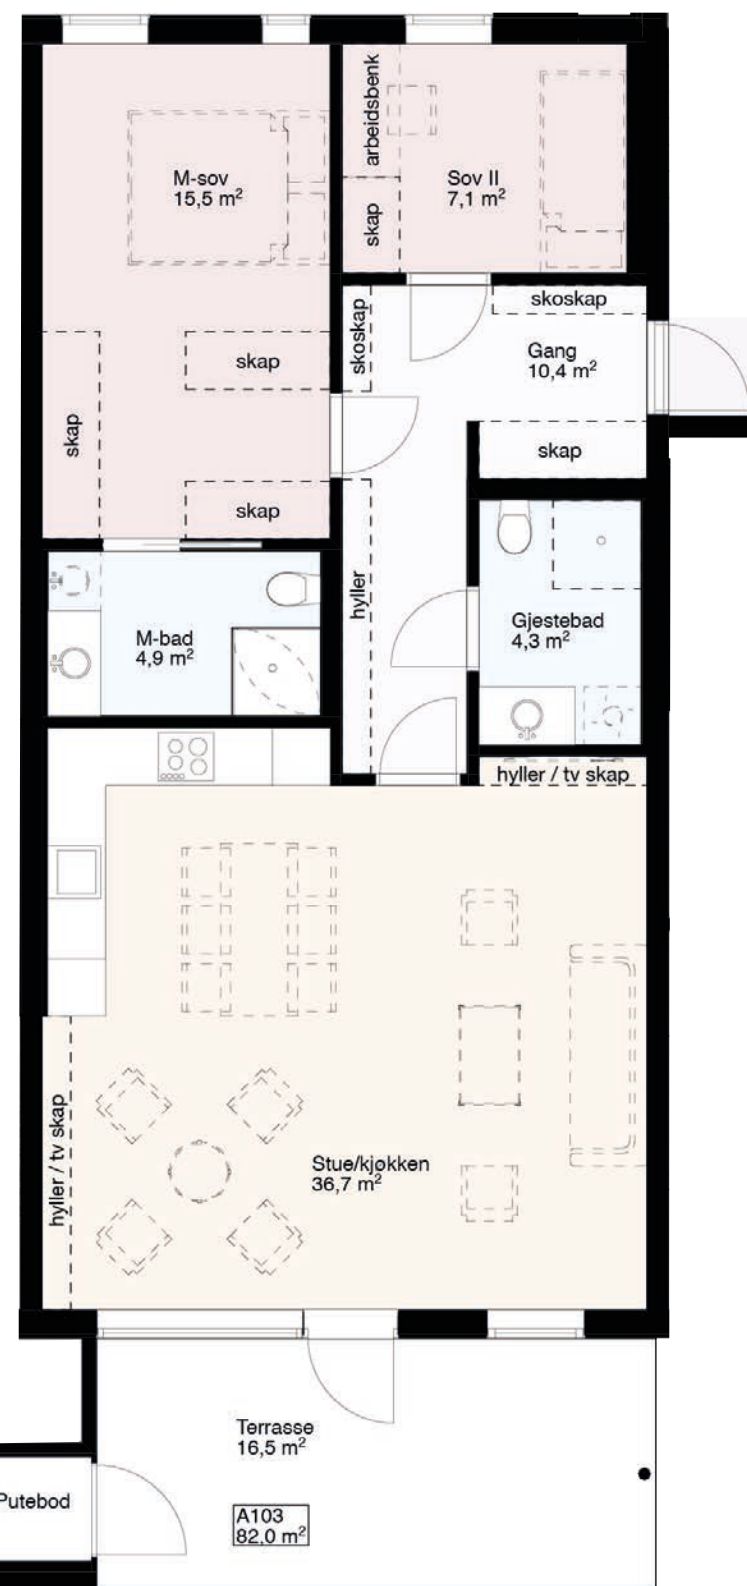 arbeidsbenk
M-sov
15,5 m²
Sov II
7,1 m²
skap
skoskap
skoskap
Gang
10,4 m²
skap
skap
skap
skap
hyller
Gjestebad
4,3 m²
M-bad
4,9 m²
hyller / tv skap
hyller / tv skap
Stue/kjøkken
36,7 m²
Terrasse
16,5 m²
Putebod
A103
82,0 m²